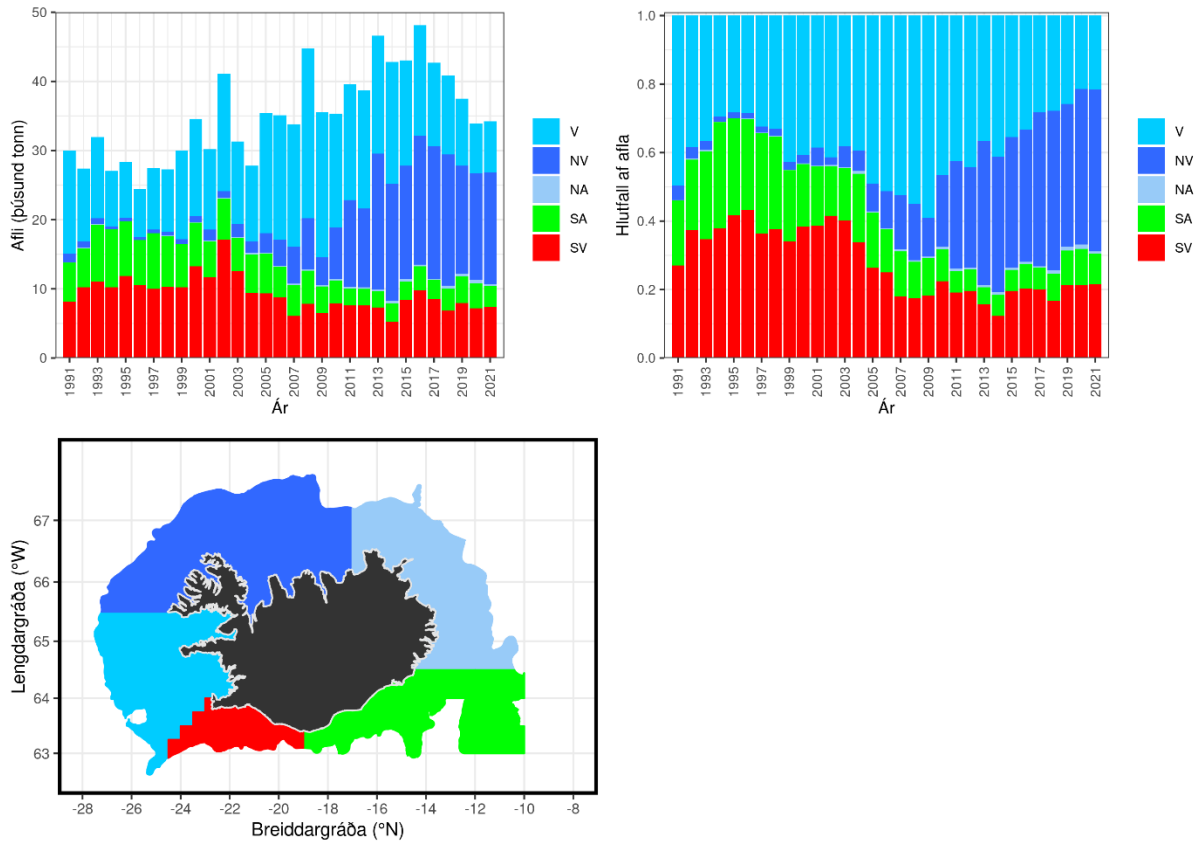 50
40
30
20
10
0
Afli (þúsund tonn)
1991 1993 1995 1997 1999 2001 2003 2005 2007 2009 2011 2013 2015 2017 2019 2021
Ár
V
NV
NA
SA
SV
1.0
0.8
0.6
0.4
0.2
0.0
Hlutfall af afla
1991 1993 1995 1997 1999 2001 2003 2005 2007 2009 2011 2013 2015 2017 2019 2021
Ár
V
NV
NA
SA
SV
67
66
65
64
63
Lengdargráða (°W)
-28 -26 -24 -22 -20 -18 -16 -14 -12 -10 -8
Breiddargráða (°N)